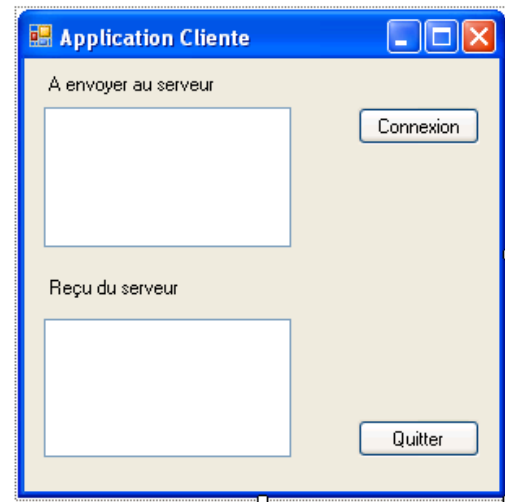 Application Cliente
A envoyer au serveur
Connexion
Reçu du serveur
Quitter